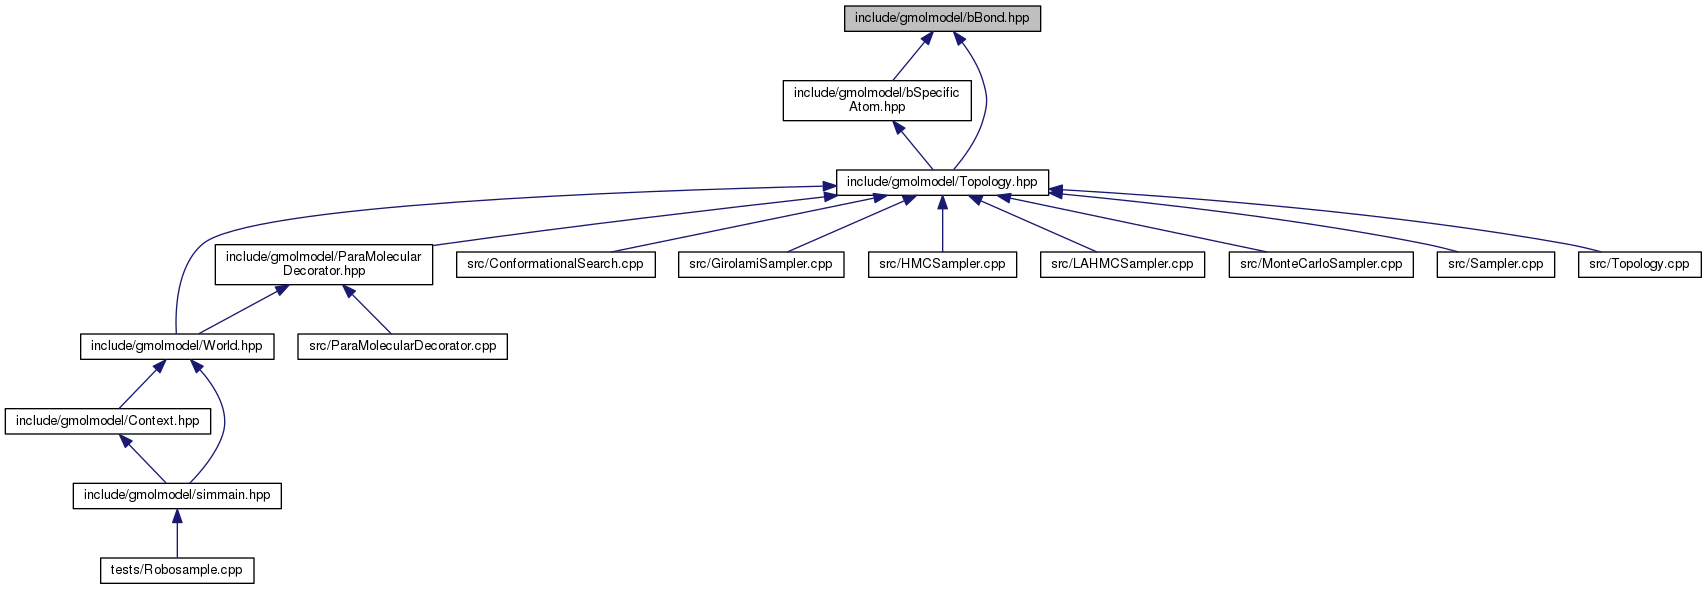 include/gmolmodel/bBond.hpp
include/gmolmodel/bSpecific
Atom.hpp
include/gmolmodel/Topology.hpp
include/gmolmodel/ParaMolecular
Decorator.hpp
src/ConformationalSearch.cpp
src/GirolamiSampler.cpp
src/HMCSampler.cpp
src/LAHMCSampler.cpp
src/MonteCarloSampler.cpp
src/Sampler.cpp
src/Topology.cpp
include/gmolmodel/World.hpp
src/ParaMolecularDecorator.cpp
include/gmolmodel/Context.hpp
include/gmolmodel/simmain.hpp
tests/Robosample.cpp